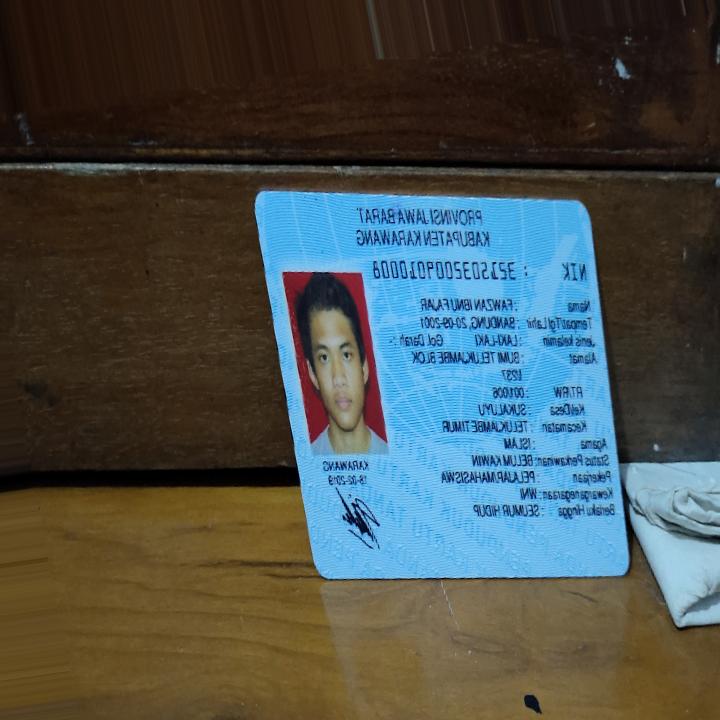 PROVINSI JAWA BARAT
KABUPATEN KARAWANG
NIK : 3215032009010008
Nama : FAWZAN IBNU FAJAR
Tempat/Tgl Lahir : BANDUNG, 20-09-2001
Jenis kelamin : LAKI-LAKI Gol. Darah : -
Alamat : BUMI TELUKJAMBE BLOK
RT/RW : 001/006
Kel/Desa : SUKALUYU
Kecamatan : TELUKJAMBE TIMUR
Agama : ISLAM
Status Perkawinan: BELUM KAWIN
Pekerjaan : PELAJAR/MAHASISWA
Kewarganegaraan: WNI
Berlaku Hingga : SEUMUR HIDUP
KARAWANG
18-02-2019